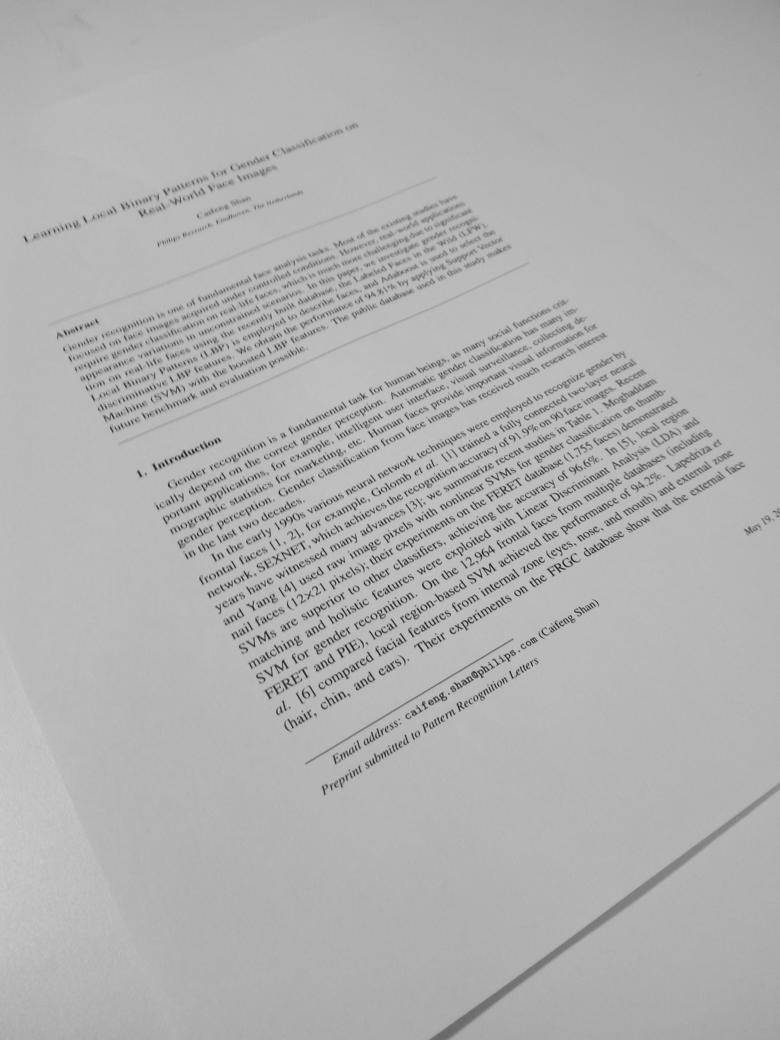 Learning Local Binary Patterns for Gender Classification on
Real-World Face Images
Caifeng Shan
Philips Research, Eindhoven, The Netherlands
Abstract
Gender recognition is one of fundamental face analysis tasks. Most of the existing studies have
focused on face images acquired under controlled conditions. However, real-world applications
require gender classification on real-life faces, which is much more challenging due to significant
appearance variations in unconstrained scenarios. In this paper, we investigate gender recogni-
tion on real-life faces using the recently built database, the Labeled Faces in the Wild (LFW).
Local Binary Patterns (LBP) is employed to describe faces, and Adaboost is used to select the
discriminative LBP features. We obtain the performance of 94.81% by applying Support Vector
Machine (SVM) with the boosted LBP features. The public database used in this study makes
future benchmark and evaluation possible.
1. Introduction
Gender recognition is a fundamental task for human beings, as many social functions crit-
ically depend on the correct gender perception. Automatic gender classification has many im-
portant applications, for example, intelligent user interface, visual surveillance, collecting de-
mographic statistics for marketing, etc. Human faces provide important visual information for
gender perception. Gender classification from face images has received much research interest
in the last two decades.
In the early 1990s various neural network techniques were employed to recognize gender by
frontal faces [1, 2], for example, Golomb et al. [1] trained a fully connected two-layer neural
network, SEXNET, which achieves the recognition accuracy of 91.9% on 90 face images. Recent
years have witnessed many advances [3]; we summarize recent studies in Table 1. Moghaddam
and Yang [4] used raw image pixels with nonlinear SVMs for gender classification on thumb-
nail faces (12×21 pixels); their experiments on the FERET database (1,755 faces) demonstrated
SVMs are superior to other classifiers, achieving the accuracy of 96.6%. In [5], local region
matching and holistic features were exploited with Linear Discriminant Analysis (LDA) and
SVM for gender recognition. On the 12,964 frontal faces from multiple databases (including
FERET and PIE), local region-based SVM achieved the performance of 94.2%. Lapedriza et
al. [6] compared facial features from internal zone (eyes, nose, and mouth) and external zone
(hair, chin, and ears). Their experiments on the FRGC database show that the external face
Email address: caifeng.shan@philips.com (Caifeng Shan)
Preprint submitted to Pattern Recognition Letters
May 19, 20